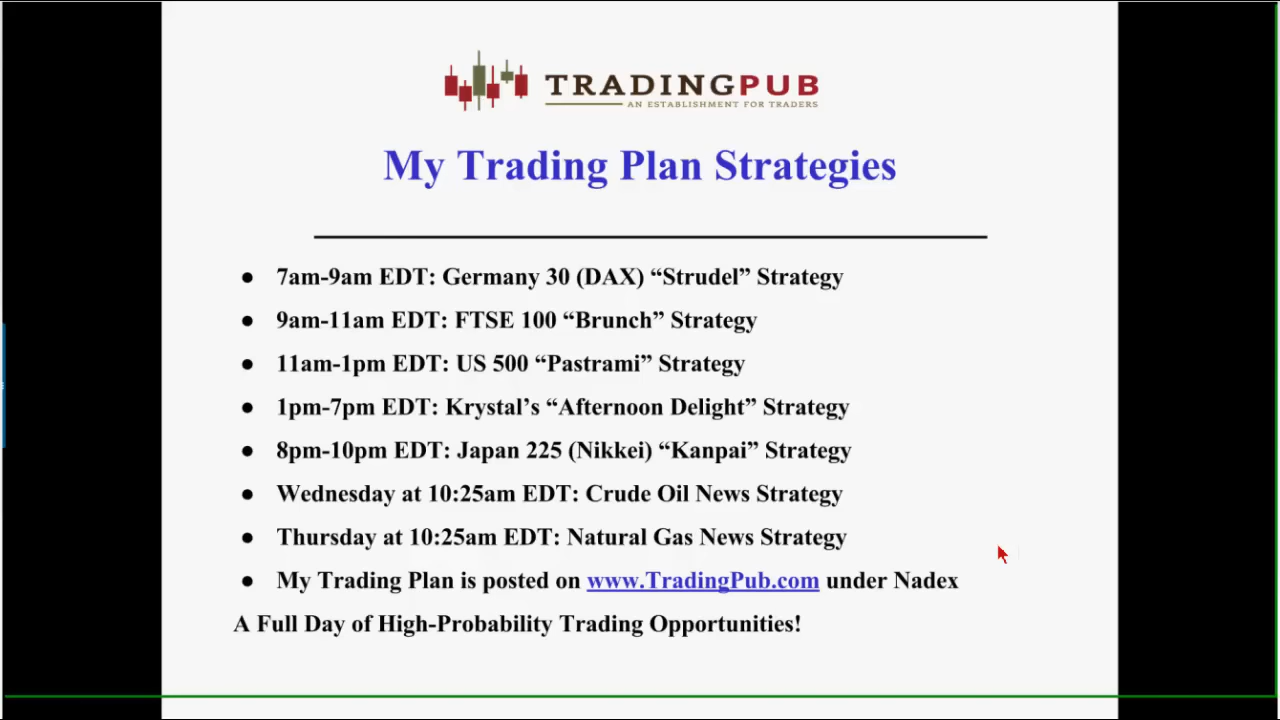 TRADINGPUB
AN ESTABLISHMENT FOR TRADERS
My Trading Plan Strategies
● 7am-9am EDT: Germany 30 (DAX) “Strudel” Strategy
● 9am-11am EDT: FTSE 100 “Brunch” Strategy
● 11am-1pm EDT: US 500 “Pastrami” Strategy
● 1pm-7pm EDT: Krystal’s “Afternoon Delight” Strategy
● 8pm-10pm EDT: Japan 225 (Nikkei) “Kanpai” Strategy
● Wednesday at 10:25am EDT: Crude Oil News Strategy
● Thursday at 10:25am EDT: Natural Gas News Strategy
● My Trading Plan is posted on www.TradingPub.com under Nadex
A Full Day of High-Probability Trading Opportunities!